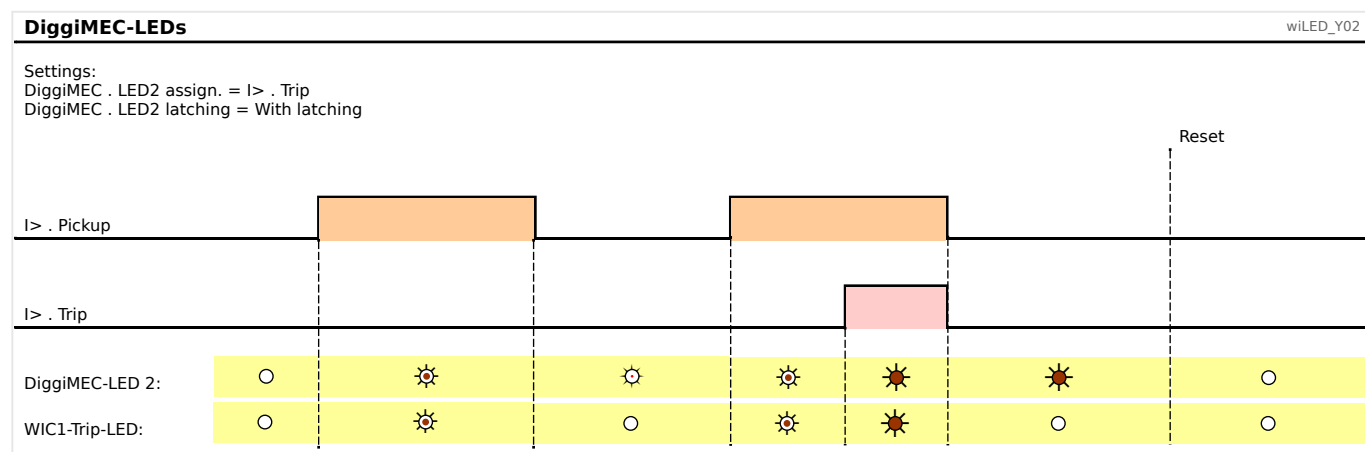 DiggiMEC-LEDs
wiLED_Y02
Settings:
DiggiMEC . LED2 assign. = I> . Trip
DiggiMEC . LED2 latching = With latching
Reset
I> . Pickup
I> . Trip
DiggiMEC-LED 2:
WIC1-Trip-LED: